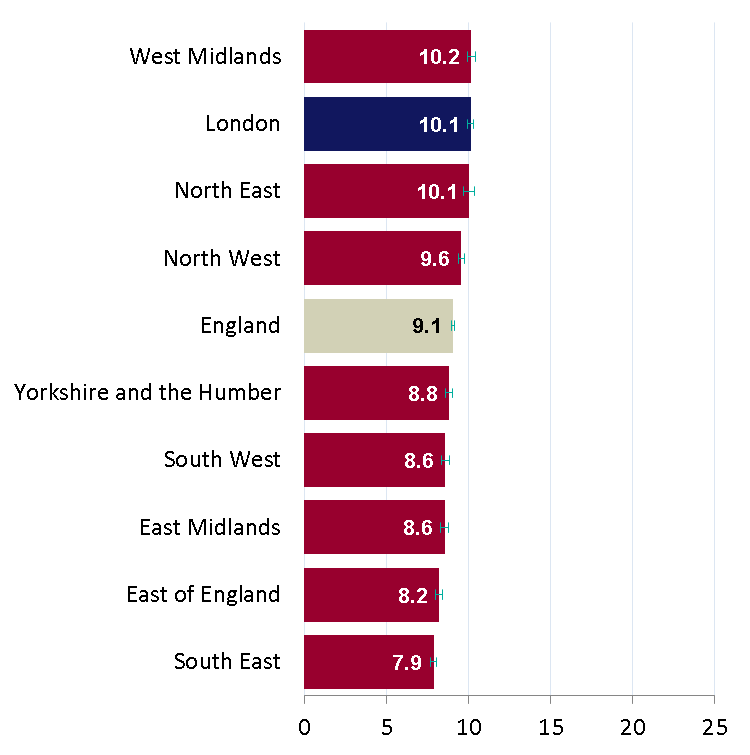 West Midlands 10.2
London 10.1
North East 10.1
North West 9.6
England 9.1
Yorkshire and the Humber 8.8
South West 8.6
East Midlands 8.6
East of England 8.2
South East 7.9
0 5 10 15 20 25